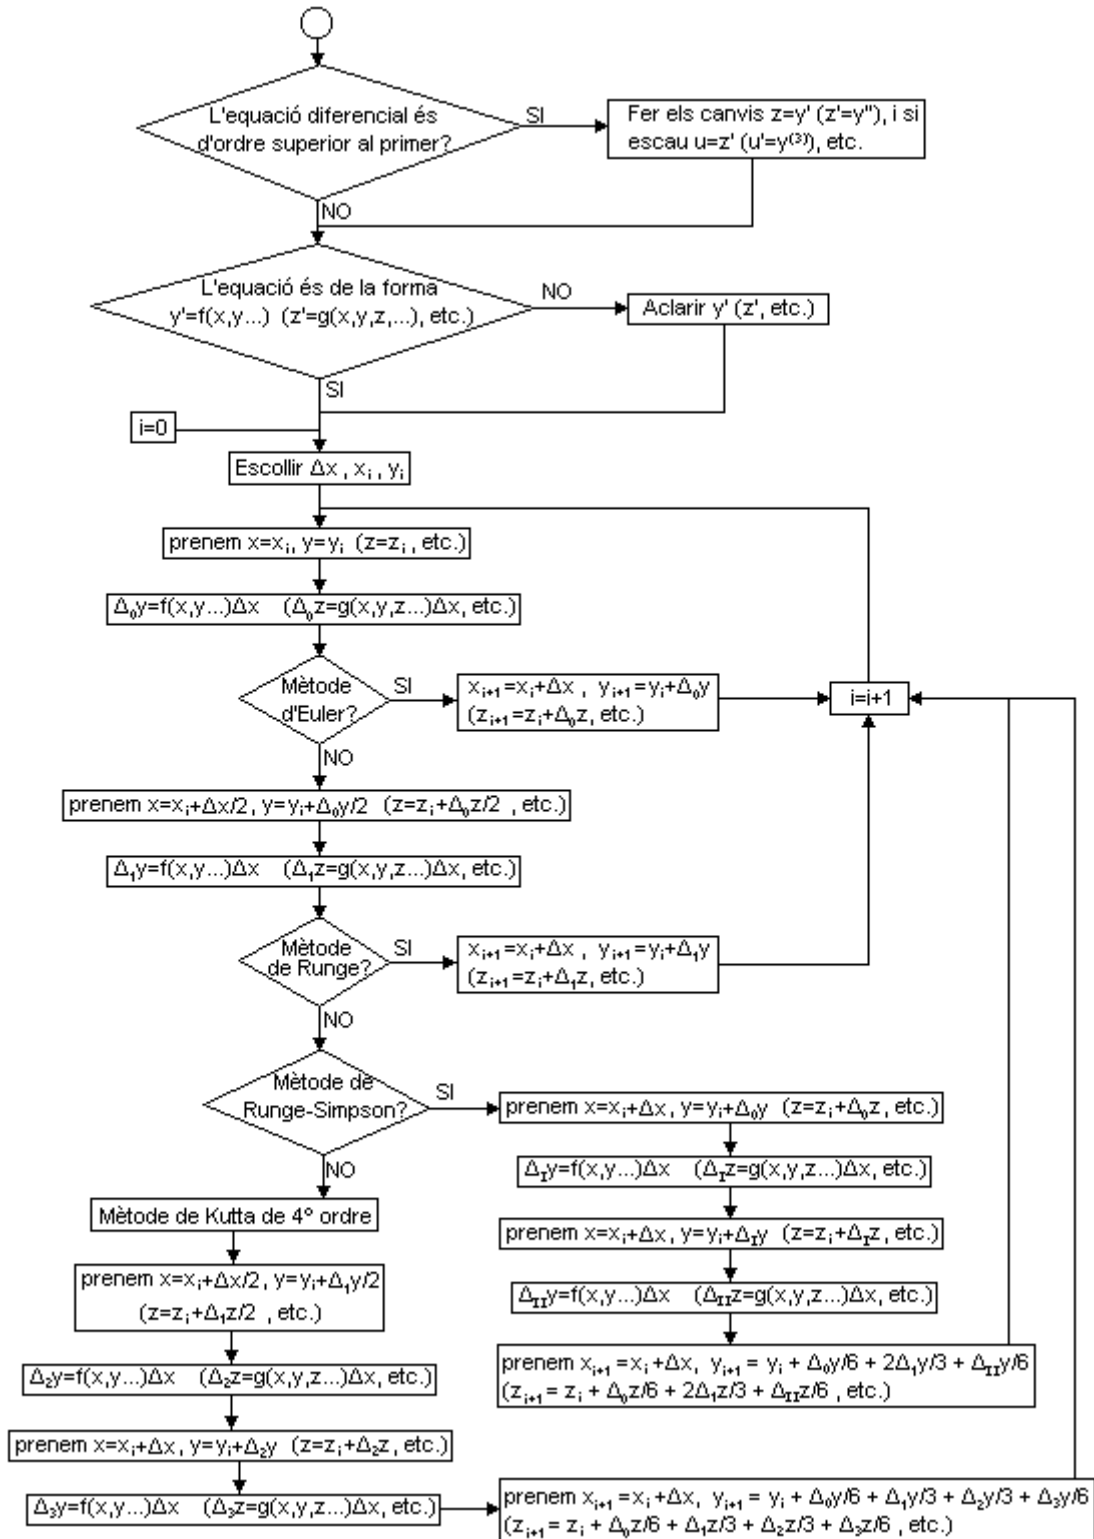 L'equació diferencial és
d'ordre superior al primer?
SI
Fer els canvis z=y' (z'=y''), i si
escau u=z' (u'=y⁽³⁾), etc.
NO
L'equació és de la forma
y'=f(x,y...) (z'=g(x,y,z,...), etc.)
NO
Aclarir y' (z', etc.)
SI
i=0
Escollir Δx , xᵢ , yᵢ
prenem x=xᵢ, y=yᵢ (z=zᵢ , etc.)
Δ₀y=f(x,y...)Δx (Δ₀z=g(x,y,z...)Δx, etc.)
Mètode
d'Euler?
SI
xᵢ₊₁=xᵢ+Δx , yᵢ₊₁=yᵢ+Δ₀y
(zᵢ₊₁=zᵢ+Δ₀z, etc.)
i=i+1
NO
prenem x=xᵢ+Δx/2, y=yᵢ+Δ₀y/2 (z=zᵢ+Δ₀z/2 , etc.)
Δ₁y=f(x,y...)Δx (Δ₁z=g(x,y,z...)Δx, etc.)
Mètode
de Runge?
SI
xᵢ₊₁=xᵢ+Δx , yᵢ₊₁=yᵢ+Δ₁y
(zᵢ₊₁=zᵢ+Δ₁z, etc.)
NO
Mètode de
Runge-Simpson?
SI
prenem x=xᵢ+Δx, y=yᵢ+Δ₀y (z=zᵢ+Δ₀z, etc.)
Δ_Iy=f(x,y...)Δx (Δ_Iz=g(x,y,z...)Δx, etc.)
prenem x=xᵢ+Δx, y=yᵢ+Δ_Iy (z=zᵢ+Δ_Iz, etc.)
Δ_IIy=f(x,y...)Δx (Δ_IIz=g(x,y,z...)Δx, etc.)
prenem xᵢ₊₁=xᵢ+Δx, yᵢ₊₁= yᵢ + Δ₀y/6 + 2Δ₁y/3 + Δ_IIy/6
(zᵢ₊₁= zᵢ + Δ₀z/6 + 2Δ₁z/3 + Δ_IIz/6 , etc.)
NO
Mètode de Kutta de 4º ordre
prenem x=xᵢ+Δx/2, y=yᵢ+Δ₁y/2
(z=zᵢ+Δ₁z/2 , etc.)
Δ₂y=f(x,y...)Δx (Δ₂z=g(x,y,z...)Δx, etc.)
prenem x=xᵢ+Δx, y=yᵢ+Δ₂y (z=zᵢ+Δ₂z, etc.)
Δ₃y=f(x,y...)Δx (Δ₃z=g(x,y,z...)Δx, etc.)
prenem xᵢ₊₁=xᵢ+Δx, yᵢ₊₁= yᵢ + Δ₀y/6 + Δ₁y/3 + Δ₂y/3 + Δ₃y/6
(zᵢ₊₁= zᵢ + Δ₀z/6 + Δ₁z/3 + Δ₂z/3 + Δ₃z/6 , etc.)